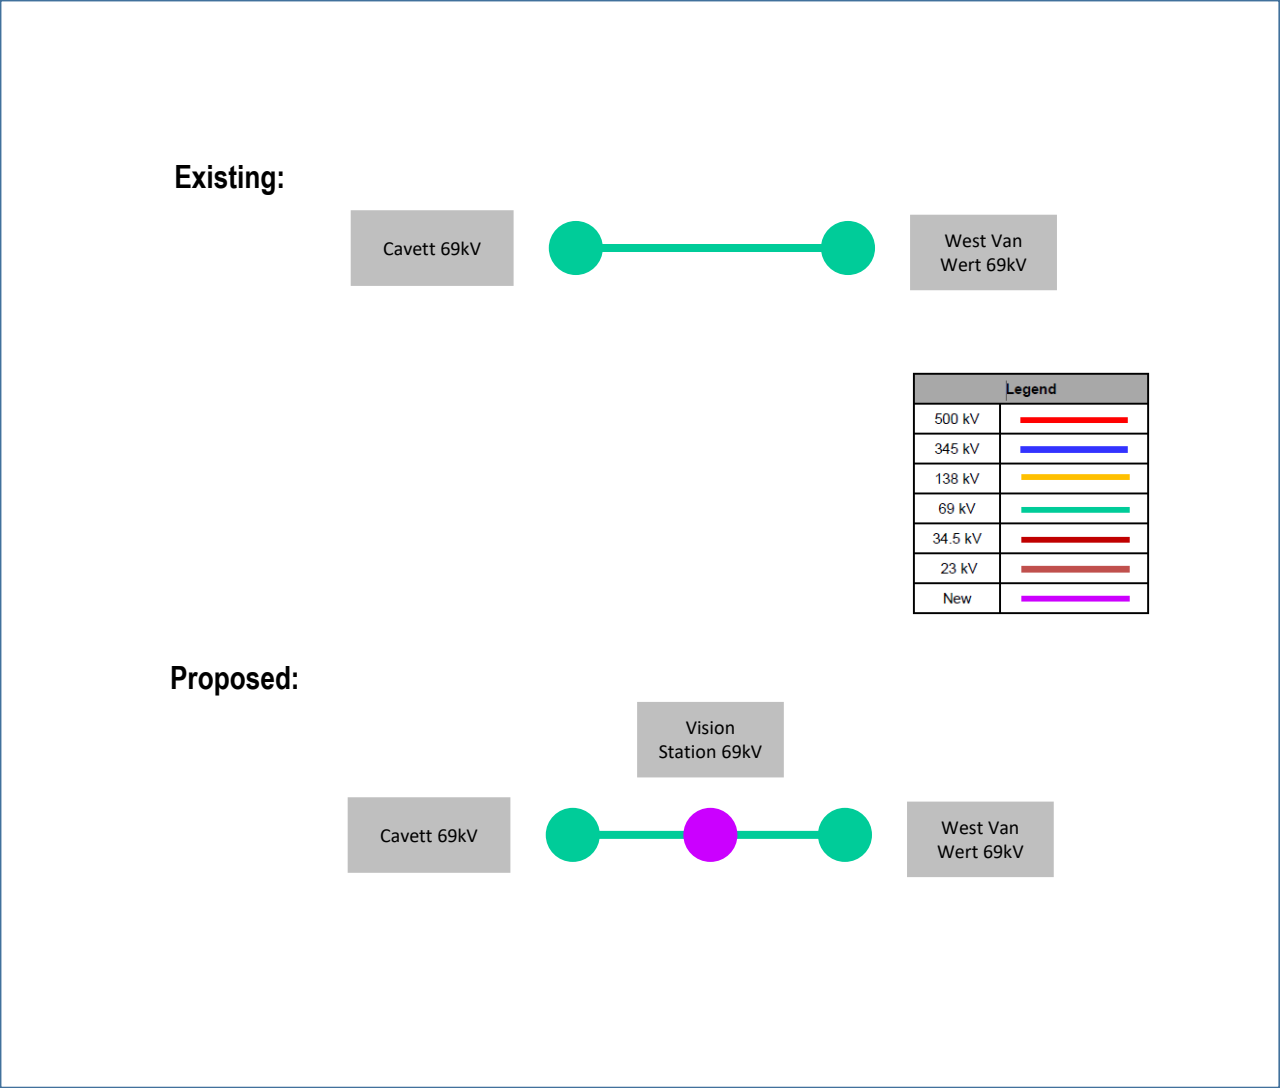 Existing:
Cavett 69kV
West Van
Wert 69kV
Legend
500 kV
345 kV
138 kV
69 kV
34.5 kV
23 kV
New
Proposed:
Vision
Station 69kV
Cavett 69kV
West Van
Wert 69kV